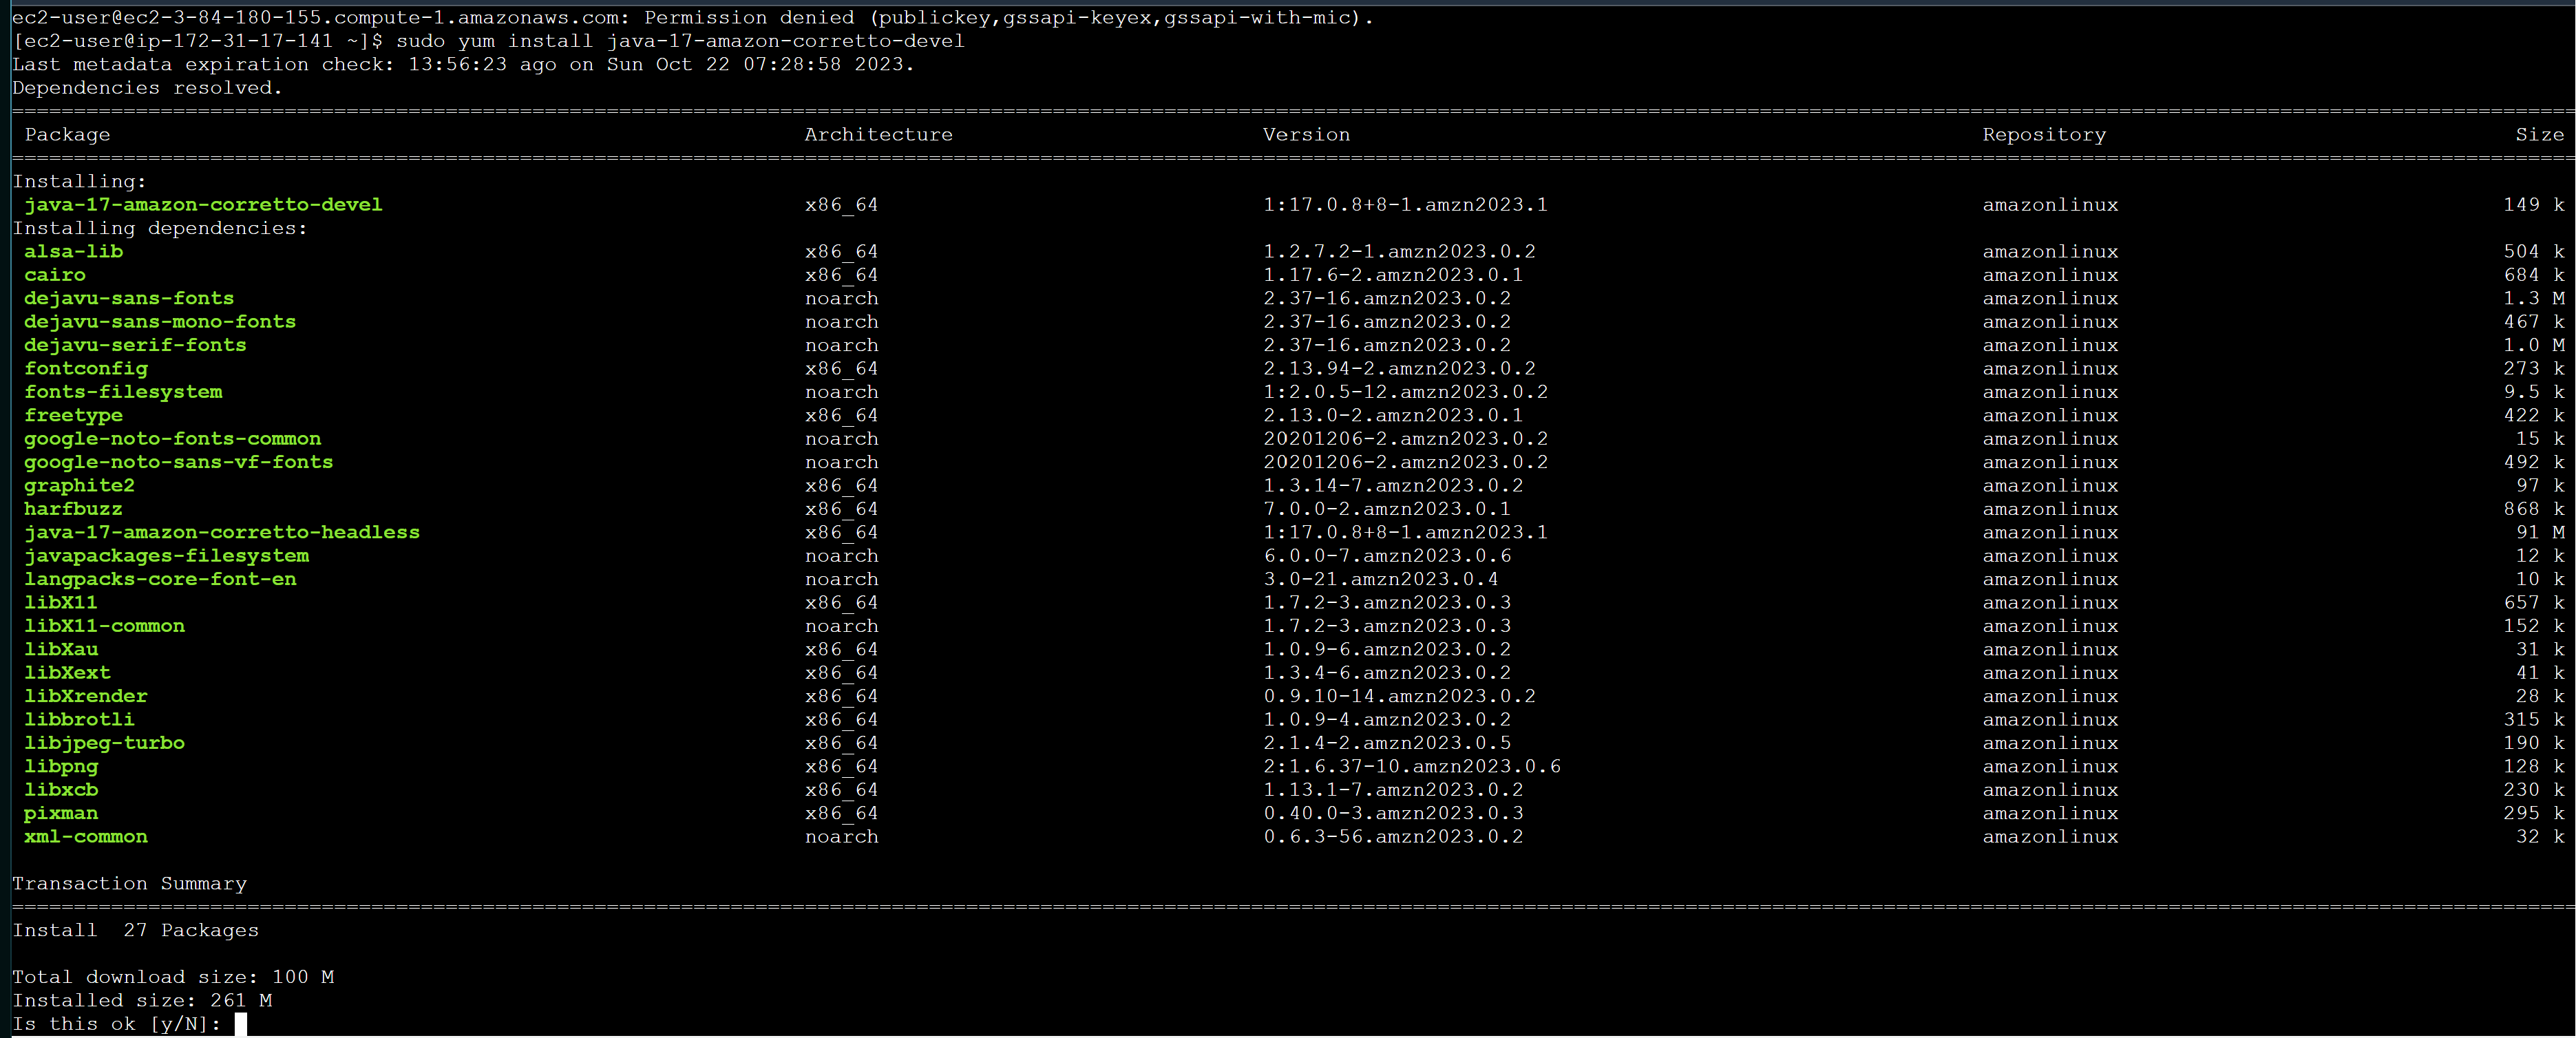 ec2-user@ec2-3-84-180-155.compute-1.amazonaws.com: Permission denied (publickey,gssapi-keyex,gssapi-with-mic).
[ec2-user@ip-172-31-17-141 ~]$ sudo yum install java-17-amazon-corretto-devel
Last metadata expiration check: 13:56:23 ago on Sun Oct 22 07:28:58 2023.
Dependencies resolved.
Package Architecture Version Repository Size
Installing:
java-17-amazon-corretto-devel x86_64 1:17.0.8+8-1.amzn2023.1 amazonlinux 149 k
Installing dependencies:
alsa-lib x86_64 1.2.7.2-1.amzn2023.0.2 amazonlinux 504 k
cairo x86_64 1.17.6-2.amzn2023.0.1 amazonlinux 684 k
dejavu-sans-fonts noarch 2.37-16.amzn2023.0.2 amazonlinux 1.3 M
dejavu-sans-mono-fonts noarch 2.37-16.amzn2023.0.2 amazonlinux 467 k
dejavu-serif-fonts noarch 2.37-16.amzn2023.0.2 amazonlinux 1.0 M
fontconfig x86_64 2.13.94-2.amzn2023.0.2 amazonlinux 273 k
fonts-filesystem noarch 1:2.0.5-12.amzn2023.0.2 amazonlinux 9.5 k
freetype x86_64 2.13.0-2.amzn2023.0.1 amazonlinux 422 k
google-noto-fonts-common noarch 20201206-2.amzn2023.0.2 amazonlinux 15 k
google-noto-sans-vf-fonts noarch 20201206-2.amzn2023.0.2 amazonlinux 492 k
graphite2 x86_64 1.3.14-7.amzn2023.0.2 amazonlinux 97 k
harfbuzz x86_64 7.0.0-2.amzn2023.0.1 amazonlinux 868 k
java-17-amazon-corretto-headless x86_64 1:17.0.8+8-1.amzn2023.1 amazonlinux 91 M
javapackages-filesystem noarch 6.0.0-7.amzn2023.0.6 amazonlinux 12 k
langpacks-core-font-en noarch 3.0-21.amzn2023.0.4 amazonlinux 10 k
libX11 x86_64 1.7.2-3.amzn2023.0.3 amazonlinux 657 k
libX11-common noarch 1.7.2-3.amzn2023.0.3 amazonlinux 152 k
libXau x86_64 1.0.9-6.amzn2023.0.2 amazonlinux 31 k
libXext x86_64 1.3.4-6.amzn2023.0.2 amazonlinux 41 k
libXrender x86_64 0.9.10-14.amzn2023.0.2 amazonlinux 28 k
libbrotli x86_64 1.0.9-4.amzn2023.0.2 amazonlinux 315 k
libjpeg-turbo x86_64 2.1.4-2.amzn2023.0.5 amazonlinux 190 k
libpng x86_64 2:1.6.37-10.amzn2023.0.6 amazonlinux 128 k
libxcb x86_64 1.13.1-7.amzn2023.0.2 amazonlinux 230 k
pixman x86_64 0.40.0-3.amzn2023.0.3 amazonlinux 295 k
xml-common noarch 0.6.3-56.amzn2023.0.2 amazonlinux 32 k
Transaction Summary
Install 27 Packages
Total download size: 100 M
Installed size: 261 M
Is this ok [y/N]: